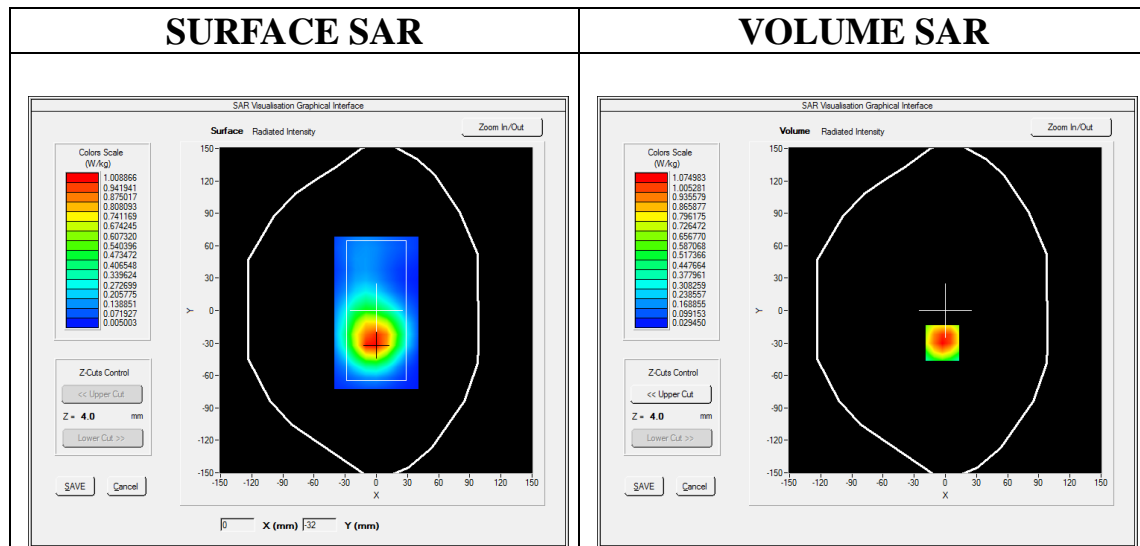 SURFACE SAR
VOLUME SAR
SAR Visualisation Graphical Interface
Surface Radiated Intensity
Zoom In/Out
Colors Scale
(W/kg)
1.008866
0.941941
0.875017
0.808093
0.741169
0.674245
0.607320
0.540396
0.473472
0.406548
0.339624
0.272699
0.205775
0.138851
0.071927
0.005003
Z-Cuts Control
<< Upper Cut
Z = 4.0 mm
Lower Cut >>
SAVE
Cancel
150
120
90
60
30
0
-30
-60
-90
-120
-150
Y
-150 -120 -90 -60 -30 0 30 60 90 120 150
X
0 X (mm) -32 Y (mm)
SAR Visualisation Graphical Interface
Volume Radiated Intensity
Zoom In/Out
Colors Scale
(W/kg)
1.074983
1.005281
0.935579
0.865877
0.796175
0.726472
0.656770
0.587068
0.517366
0.447664
0.377961
0.308259
0.238557
0.168855
0.099153
0.029450
Z-Cuts Control
<< Upper Cut
Z = 4.0 mm
Lower Cut >>
SAVE
Cancel
150
120
90
60
30
0
-30
-60
-90
-120
-150
Y
-150 -120 -90 -60 -30 0 30 60 90 120 150
X